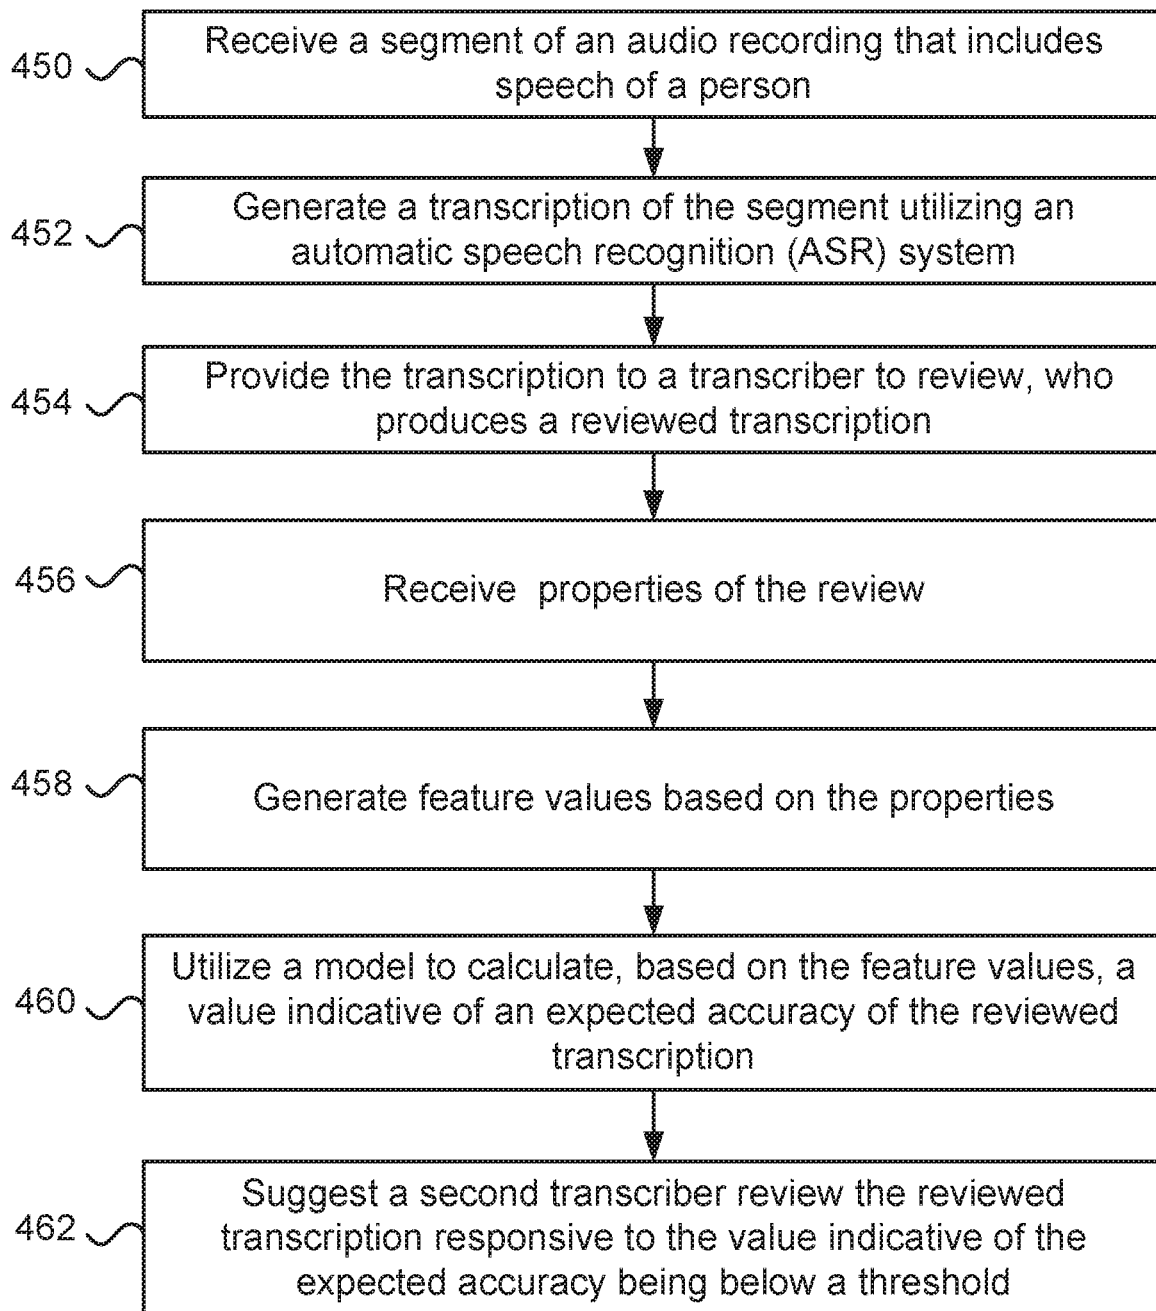 450
Receive a segment of an audio recording that includes
speech of a person
452
Generate a transcription of the segment utilizing an
automatic speech recognition (ASR) system
454
Provide the transcription to a transcriber to review, who
produces a reviewed transcription
456
Receive properties of the review
458
Generate feature values based on the properties
460
Utilize a model to calculate, based on the feature values, a
value indicative of an expected accuracy of the reviewed
transcription
462
Suggest a second transcriber review the reviewed
transcription responsive to the value indicative of the
expected accuracy being below a threshold